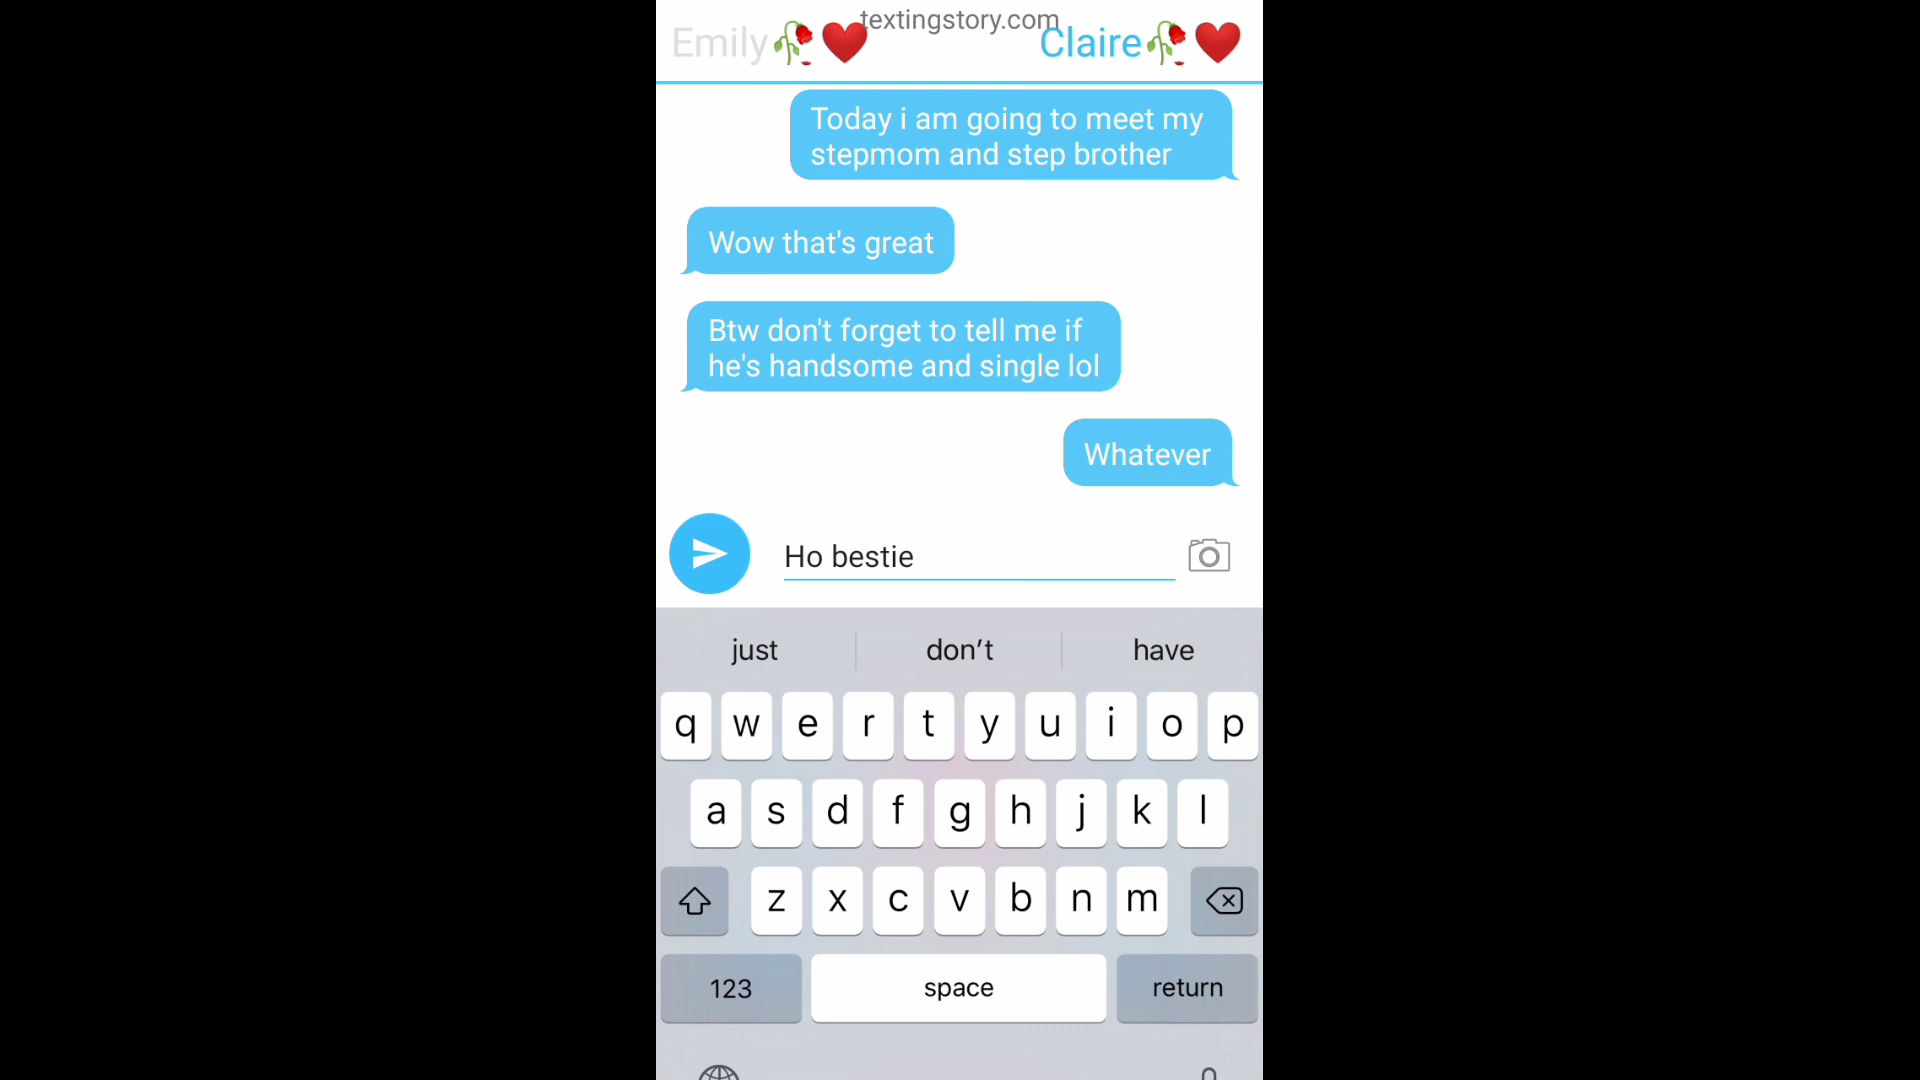 textingstory.com
Emily🥀❤️
Claire🥀❤️
Today i am going to meet my
stepmom and step brother
Wow that's great
Btw don't forget to tell me if
he's handsome and single lol
Whatever
Ho bestie
just
don't
have
q w e r t y u i o p
a s d f g h j k l
z x c v b n m
123
space
return